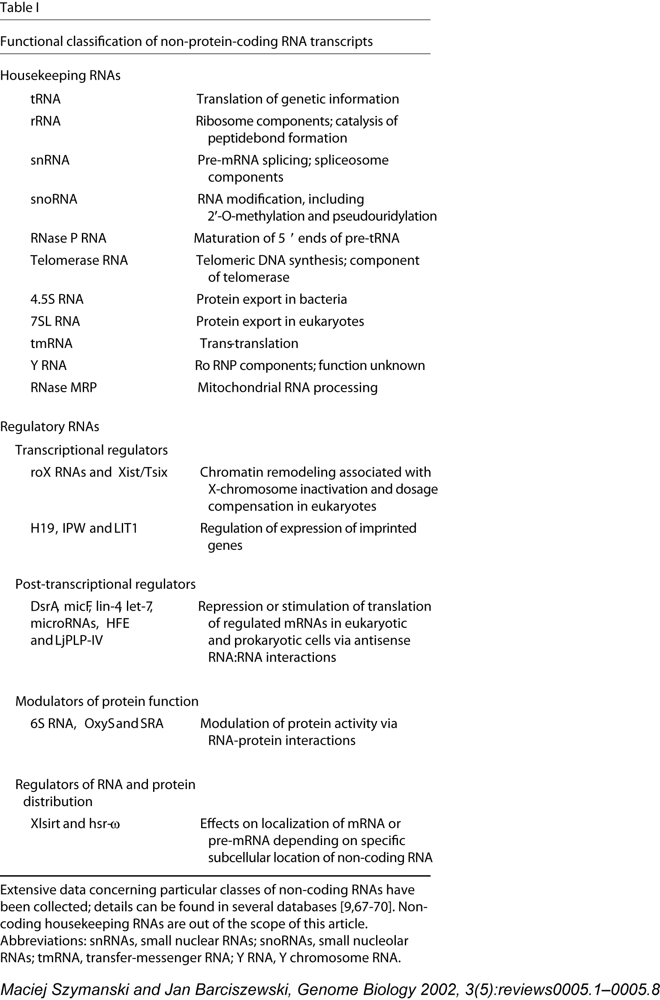 Table I
Functional classification of non-protein-coding RNA transcripts
Housekeeping RNAs
tRNA Translation of genetic information
rRNA Ribosome components; catalysis of
peptidebond formation
snRNA Pre-mRNA splicing; spliceosome
components
snoRNA RNA modification, including
2′-O-methylation and pseudouridylation
RNase P RNA Maturation of 5 ′ ends of pre-tRNA
Telomerase RNA Telomeric DNA synthesis; component
of telomerase
4.5S RNA Protein export in bacteria
7SL RNA Protein export in eukaryotes
tmRNA Trans-translation
Y RNA Ro RNP components; function unknown
RNase MRP Mitochondrial RNA processing
Regulatory RNAs
Transcriptional regulators
roX RNAs and Xist/Tsix Chromatin remodeling associated with
X-chromosome inactivation and dosage
compensation in eukaryotes
H19, IPW and LIT1 Regulation of expression of imprinted
genes
Post-transcriptional regulators
DsrA, micF, lin-4, let-7, Repression or stimulation of translation
microRNAs, HFE of regulated mRNAs in eukaryotic
and LjPLP-IV and prokaryotic cells via antisense
RNA:RNA interactions
Modulators of protein function
6S RNA, OxyS and SRA Modulation of protein activity via
RNA-protein interactions
Regulators of RNA and protein
distribution
Xlsirt and hsr-ω Effects on localization of mRNA or
pre-mRNA depending on specific
subcellular location of non-coding RNA
Extensive data concerning particular classes of non-coding RNAs have
been collected; details can be found in several databases [9,67-70]. Non-
coding housekeeping RNAs are out of the scope of this article.
Abbreviations: snRNAs, small nuclear RNAs; snoRNAs, small nucleolar
RNAs; tmRNA, transfer-messenger RNA; Y RNA, Y chromosome RNA.
Maciej Szymanski and Jan Barciszewski, Genome Biology 2002, 3(5):reviews0005.1–0005.8